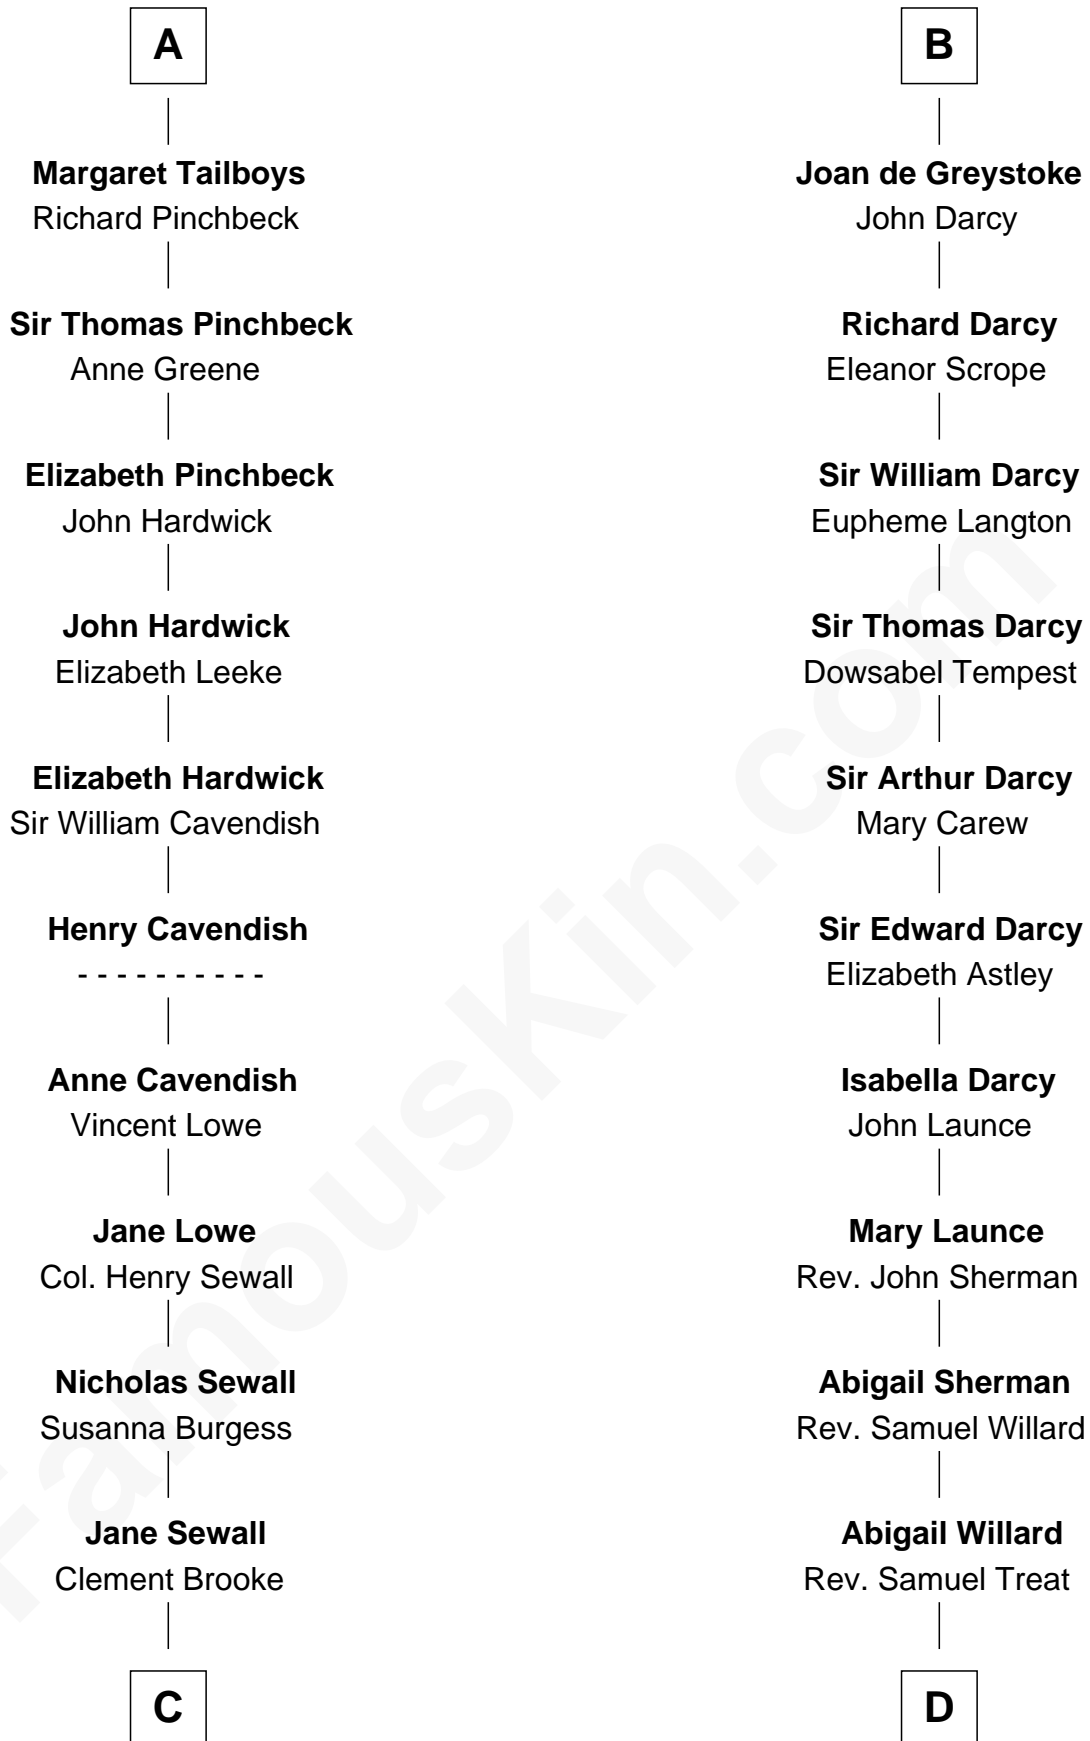 A
Margaret Tailboys
Richard Pinchbeck
Sir Thomas Pinchbeck
Anne Greene
Elizabeth Pinchbeck
John Hardwick
John Hardwick
Elizabeth Leeke
Elizabeth Hardwick
Sir William Cavendish
Henry Cavendish
- - - - - - - - - -
Anne Cavendish
Vincent Lowe
Jane Lowe
Col. Henry Sewall
Nicholas Sewall
Susanna Burgess
Jane Sewall
Clement Brooke
C
B
Joan de Greystoke
John Darcy
Richard Darcy
Eleanor Scrope
Sir William Darcy
Eupheme Langton
Sir Thomas Darcy
Dowsabel Tempest
Sir Arthur Darcy
Mary Carew
Sir Edward Darcy
Elizabeth Astley
Isabella Darcy
John Launce
Mary Launce
Rev. John Sherman
Abigail Sherman
Rev. Samuel Willard
Abigail Willard
Rev. Samuel Treat
D
FamousKin.com